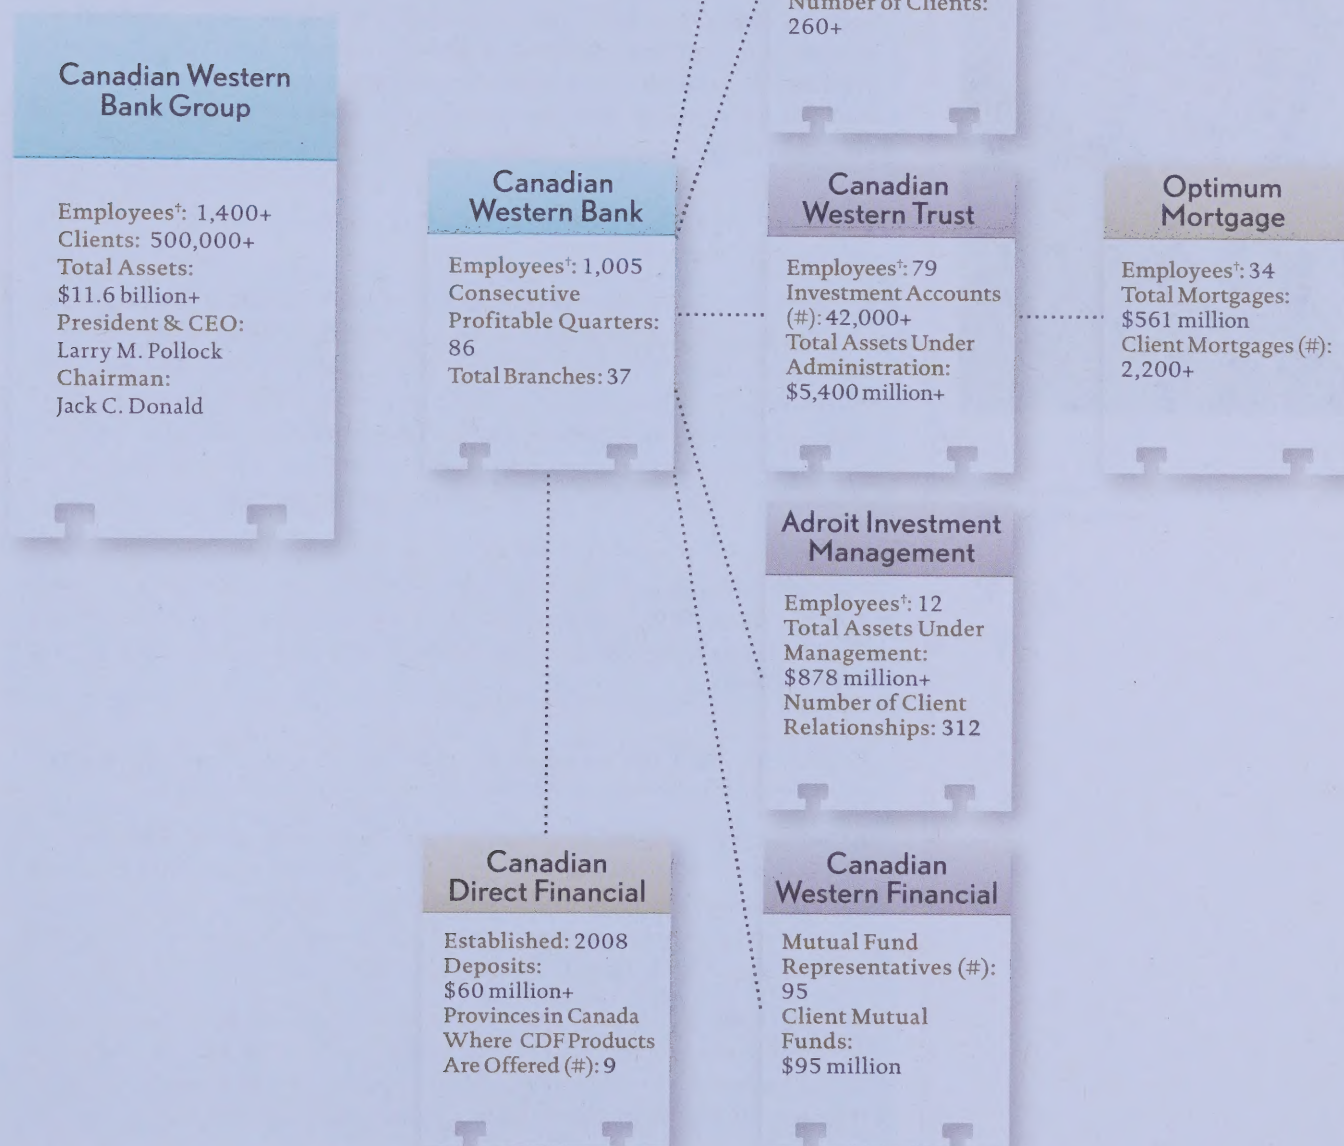 Number of Clients:
260+
Canadian Western
Bank Group
Employees†: 1,400+
Clients: 500,000+
Total Assets:
$11.6 billion+
President & CEO:
Larry M. Pollock
Chairman:
Jack C. Donald
Canadian
Western Bank
Employees†: 1,005
Consecutive
Profitable Quarters:
86
Total Branches: 37
Canadian
Western Trust
Employees†: 79
Investment Accounts
(#): 42,000+
Total Assets Under
Administration:
$5,400 million+
Optimum
Mortgage
Employees†: 34
Total Mortgages:
$561 million
Client Mortgages (#):
2,200+
Adroit Investment
Management
Employees†: 12
Total Assets Under
Management:
$878 million+
Number of Client
Relationships: 312
Canadian
Direct Financial
Established: 2008
Deposits:
$60 million+
Provinces in Canada
Where CDF Products
Are Offered (#): 9
Canadian
Western Financial
Mutual Fund
Representatives (#):
95
Client Mutual
Funds:
$95 million